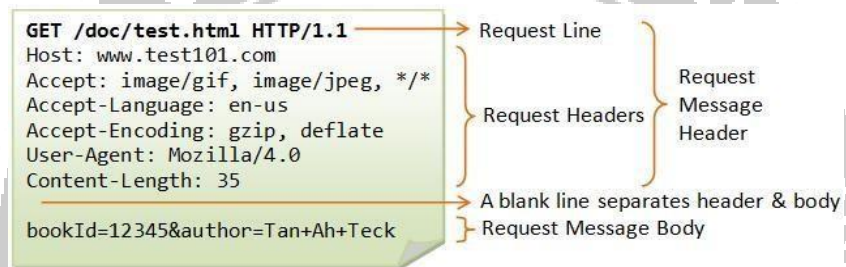 GET /doc/test.html HTTP/1.1
Host: www.test101.com
Accept: image/gif, image/jpeg, */*
Accept-Language: en-us
Accept-Encoding: gzip, deflate
User-Agent: Mozilla/4.0
Content-Length: 35
bookId=12345&author=Tan+Ah+Teck
Request Line
Request Headers
Request
Message
Header
A blank line separates header & body
Request Message Body